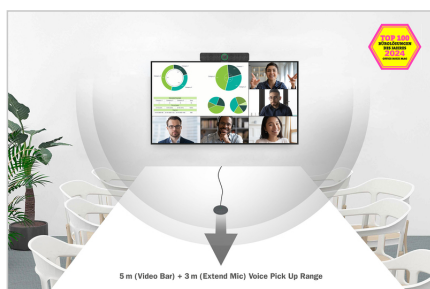 TOP 100
BÜROLÖSUNGEN
DES JAHRES
2024
5 m (Video Bar) + 3 m (Extend Mic) Voice Pick Up Range